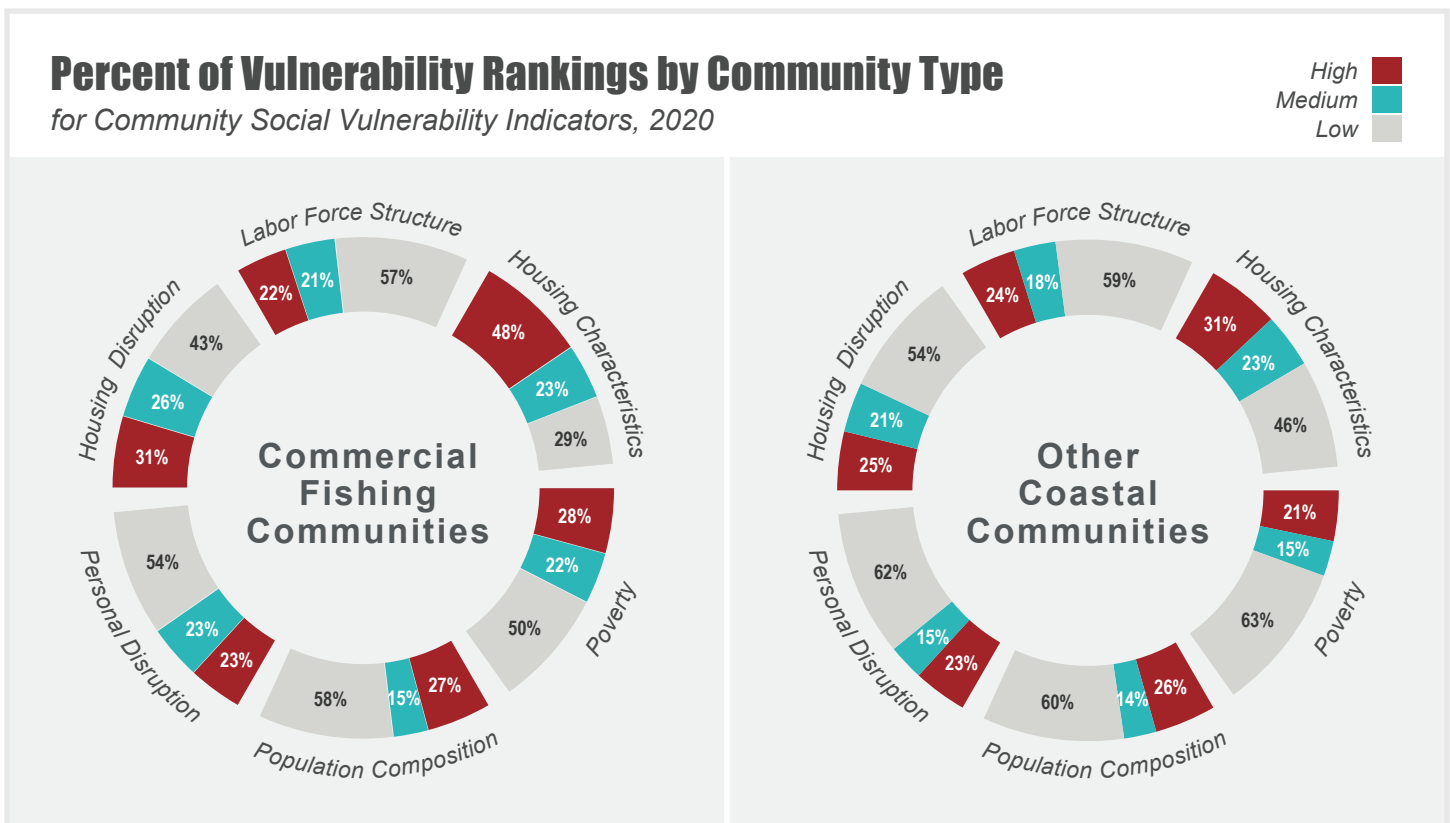 Percent of Vulnerability Rankings by Community Type
for Community Social Vulnerability Indicators, 2020
High
Medium
Low
Commercial
Fishing
Communities
Labor Force Structure
22%
21%
57%
Housing Characteristics
48%
23%
29%
Poverty
28%
22%
50%
Population Composition
27%
15%
58%
Personal Disruption
23%
23%
54%
Housing Disruption
31%
26%
43%
Other
Coastal
Communities
Labor Force Structure
24%
18%
59%
Housing Characteristics
31%
23%
46%
Poverty
21%
15%
63%
Population Composition
26%
14%
60%
Personal Disruption
23%
15%
62%
Housing Disruption
25%
21%
54%